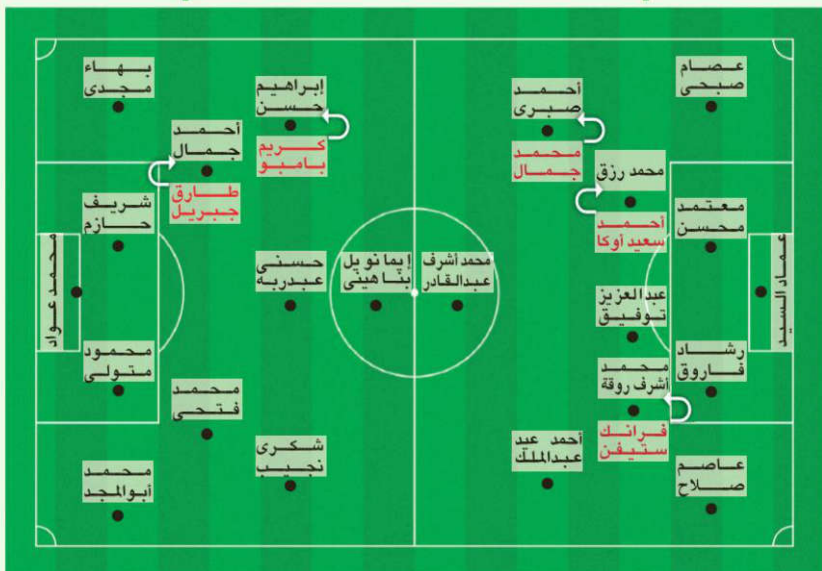 بهاء
مجدى
إبراهيم
حسن
كريم
بامبو
أحمد
جمال
طارق
جبريل
شريف
حازم
محمد عواد
حسنى
عبدربه
إيمانويل
بناهينى
محمود
متولى
محمد
فتحى
شكرى
نجيب
محمد
أبوالمجد
عصام
صبحى
أحمد
صبرى
محمد
جمال
محمد رزق
أحمد
سعيد أوكا
معتمد
محسن
عماد السيد
محمد أشرف
عبدالقادر
عبدالعزيز
توفيق
رشاد
فاروق
محمد
أشرف روقة
فرانك
ستيفن
أحمد عيد
عبدالملك
عاصم
صلاح